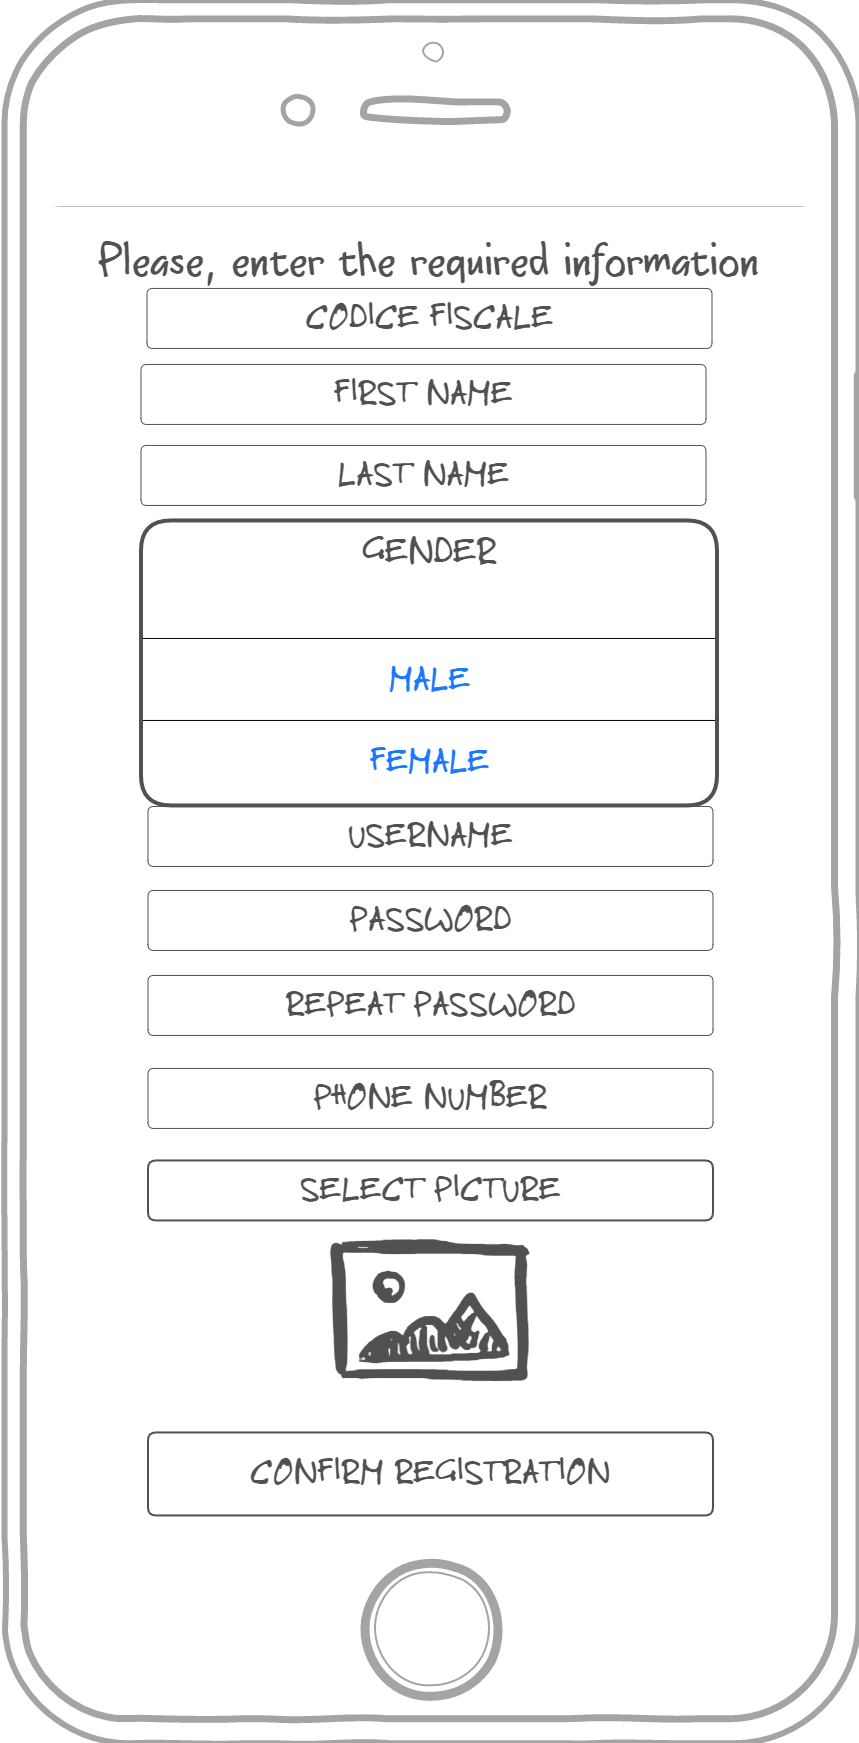 Please, enter the required information
CODICE FISCALE
FIRST NAME
LAST NAME
GENDER
MALE
FEMALE
USERNAME
PASSWORD
REPEAT PASSWORD
PHONE NUMBER
SELECT PICTURE
CONFIRM REGISTRATION